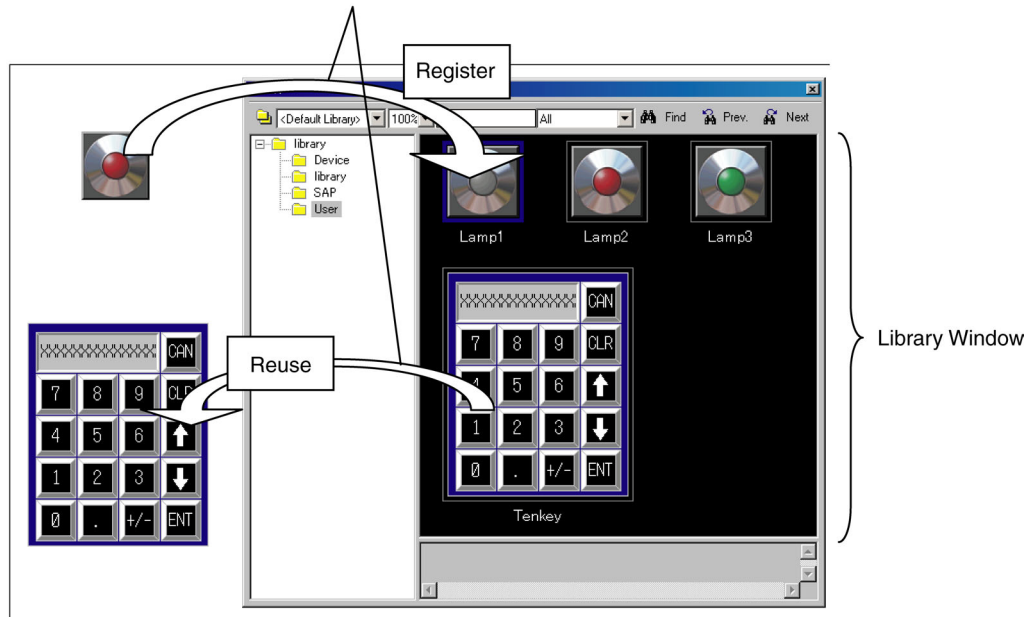 Register
<Default Library> 100% All Find Prev. Next
library
Device
library
SAP
User
Lamp1 Lamp2 Lamp3
Library Window
XXXXXXXXXXX CAN
7 8 9 CLR
5 6
1 2 3
0 . +/- ENT
Tenkey
Reuse
XXXXXXXXXXX CAN
7 8 9
4 5 6
1 2 3
0 . +/- ENT